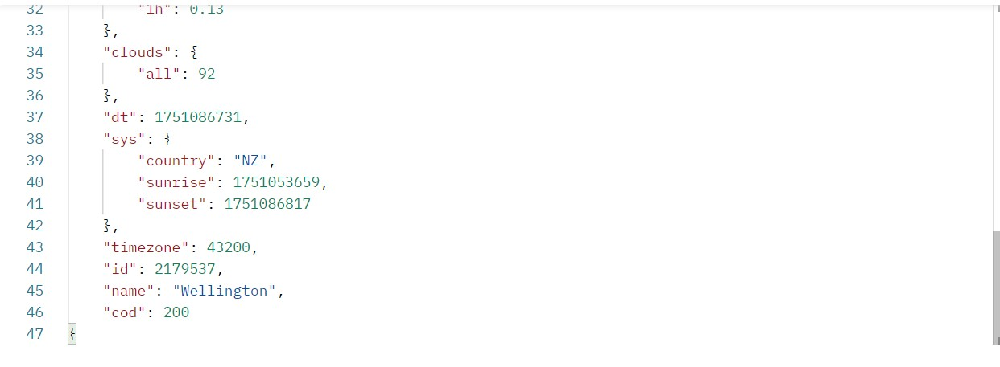 32 "1h": 0.13
33 },
34 "clouds": {
35 "all": 92
36 },
37 "dt": 1751086731,
38 "sys": {
39 "country": "NZ",
40 "sunrise": 1751053659,
41 "sunset": 1751086817
42 },
43 "timezone": 43200,
44 "id": 2179537,
45 "name": "Wellington",
46 "cod": 200
47 }